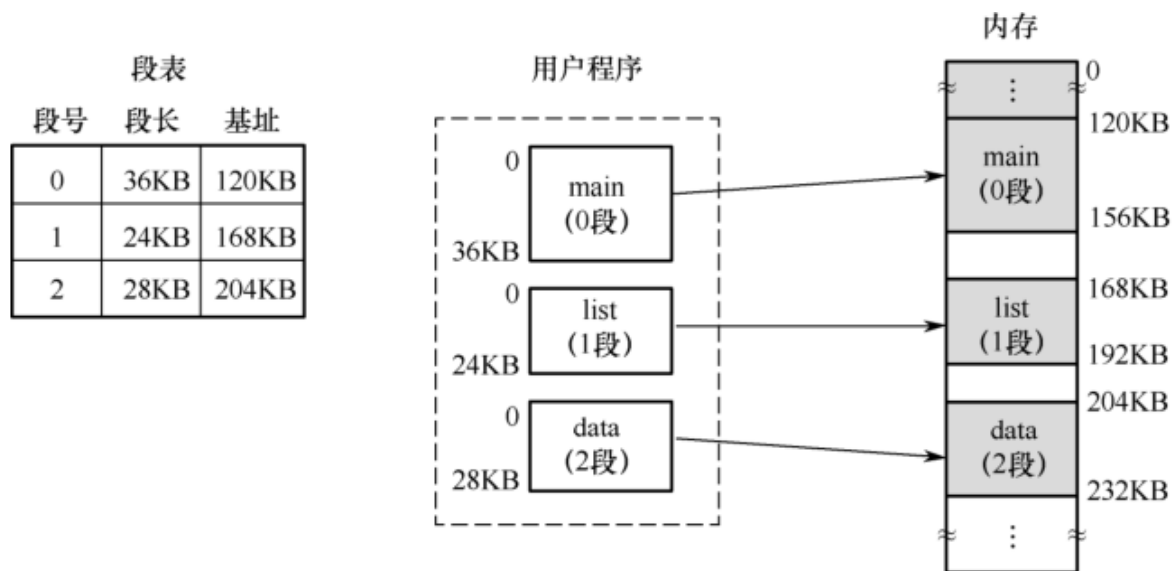 段表
段号 段长 基址
0 36KB 120KB
1 24KB 168KB
2 28KB 204KB
用户程序
0
main
(0段)
36KB
0
list
(1段)
24KB
0
data
(2段)
28KB
内存
0
⋮
120KB
main
(0段)
156KB
168KB
list
(1段)
192KB
204KB
data
(2段)
232KB
⋮